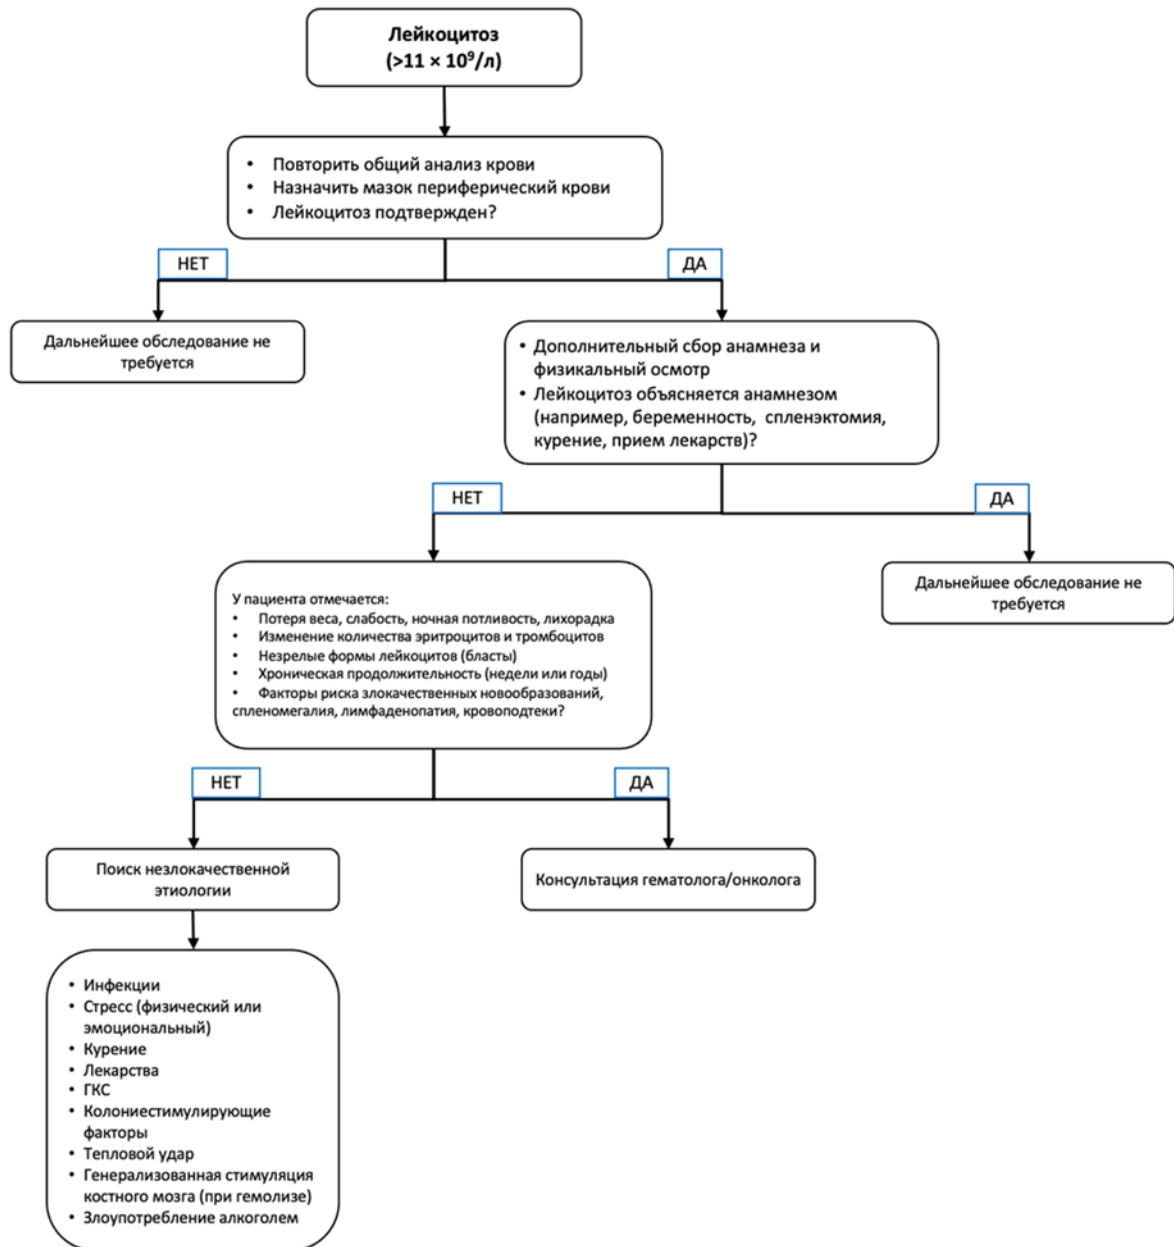 Лейкоцитоз
(>11 × 10⁹/л)
• Повторить общий анализ крови
• Назначить мазок периферический крови
• Лейкоцитоз подтвержден?
НЕТ
ДА
Дальнейшее обследование не
требуется
• Дополнительный сбор анамнеза и
физикальный осмотр
• Лейкоцитоз объясняется анамнезом
(например, беременность, спленэктомия,
курение, прием лекарств)?
НЕТ
ДА
У пациента отмечается:
• Потеря веса, слабость, ночная потливость, лихорадка
• Изменение количества эритроцитов и тромбоцитов
• Незрелые формы лейкоцитов (бласты)
• Хроническая продолжительность (недели или годы)
• Факторы риска злокачественных новообразований,
спленомегалия, лимфаденопатия, кровоподтеки?
Дальнейшее обследование не
требуется
НЕТ
ДА
Поиск незлокачественной
этиологии
Консультация гематолога/онколога
• Инфекции
• Стресс (физический или
эмоциональный)
• Курение
• Лекарства
• ГКС
• Колониестимулирующие
факторы
• Тепловой удар
• Генерализованная стимуляция
костного мозга (при гемолизе)
• Злоупотребление алкоголем